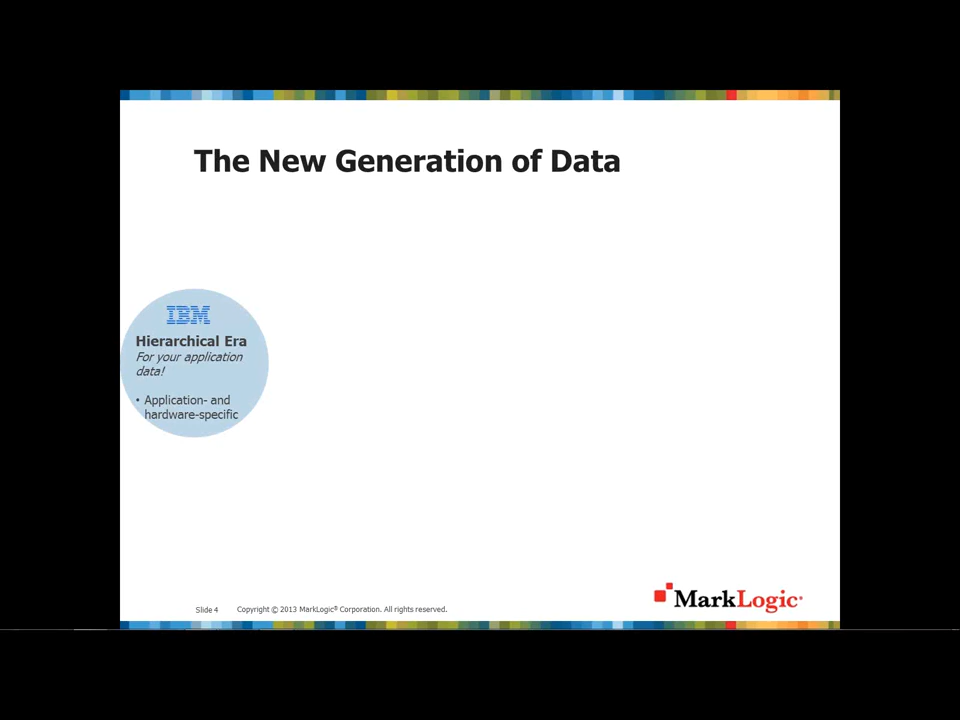 The New Generation of Data
IBM
Hierarchical Era
For your application
data!
• Application- and
hardware-specific
Slide 4 Copyright © 2013 MarkLogic® Corporation. All rights reserved.
MarkLogic